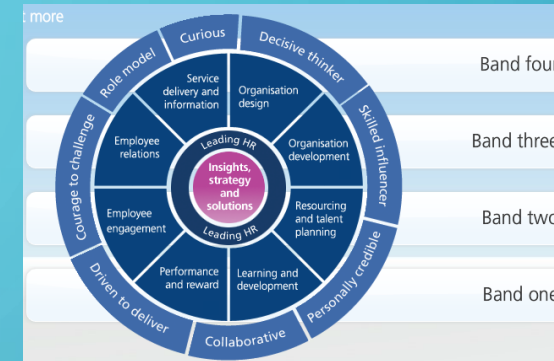 more
Curious
Decisive thinker
Skilled influencer
Personally credible
Collaborative
Driven to deliver
Courage to challenge
Role model
Service
delivery and
information
Organisation
design
Organisation
development
Resourcing
and talent
planning
Learning and
development
Performance
and reward
Employee
engagement
Employee
relations
Leading HR
Insights,
strategy
and
solutions
Leading HR
Band four
Band three
Band two
Band one